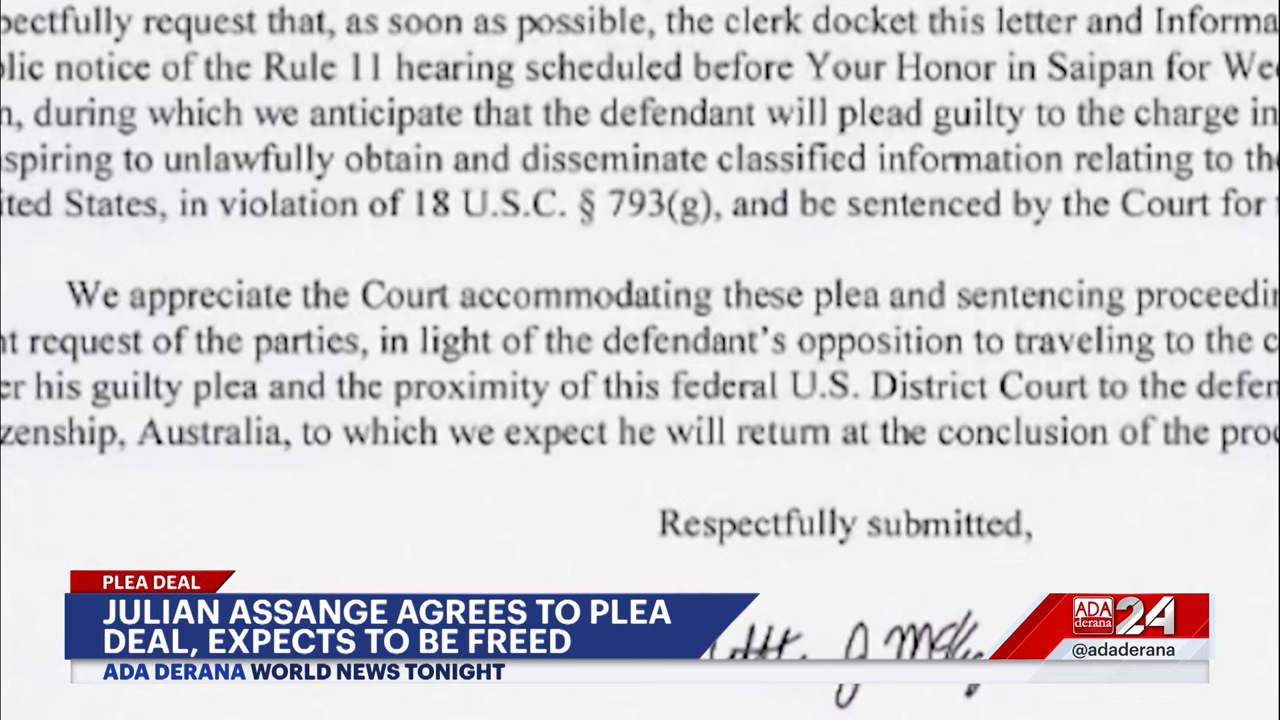 pectfully request that, as soon as possible, the clerk docket this letter and Informa
lic notice of the Rule 11 hearing scheduled before Your Honor in Saipan for We
n, during which we anticipate that the defendant will plead guilty to the charge in
spiring to unlawfully obtain and disseminate classified information relating to the
ited States, in violation of 18 U.S.C. § 793(g), and be sentenced by the Court for
We appreciate the Court accommodating these plea and sentencing proceedin
nt request of the parties, in light of the defendant's opposition to traveling to the c
er his guilty plea and the proximity of this federal U.S. District Court to the defen
zenship, Australia, to which we expect he will return at the conclusion of the proc
Respectfully submitted,
PLEA DEAL
JULIAN ASSANGE AGREES TO PLEA
DEAL, EXPECTS TO BE FREED
ADA DERANA WORLD NEWS TONIGHT
ADA
derana
24
@adaderana